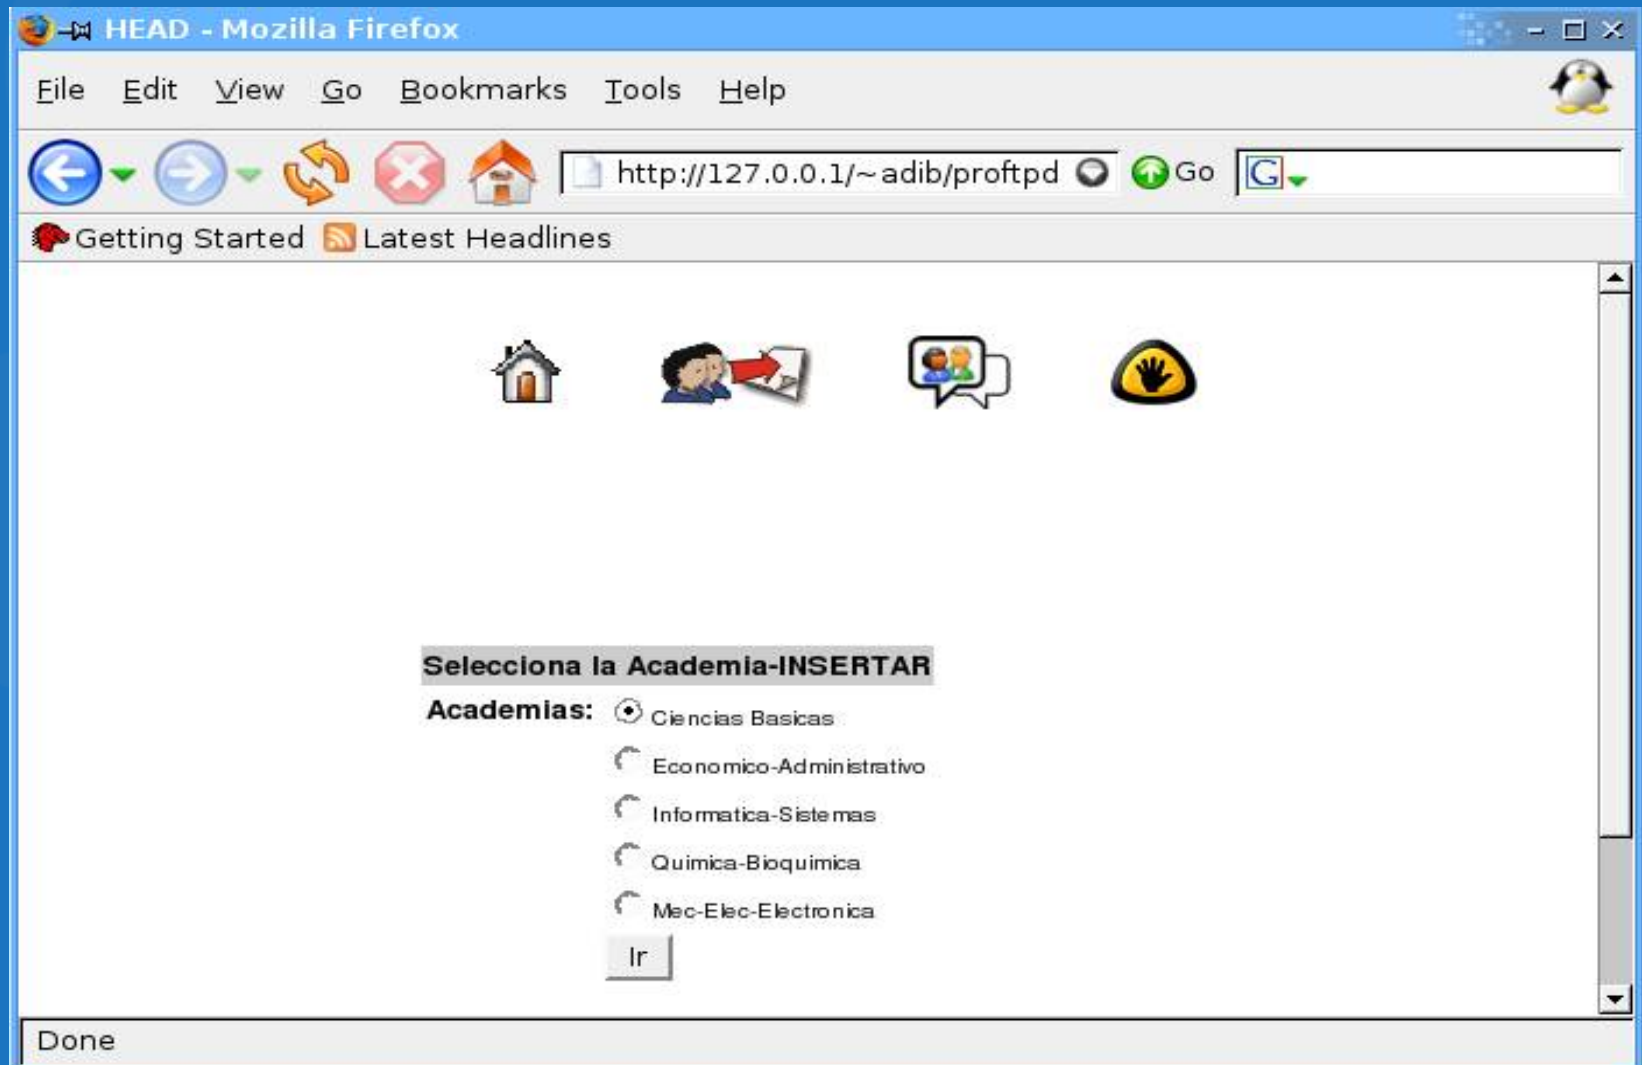 HEAD - Mozilla Firefox
File Edit View Go Bookmarks Tools Help
http://127.0.0.1/~adib/proftpd Go G
Getting Started Latest Headlines
Selecciona la Academia-INSERTAR
Academias: Ciencias Basicas
Economico-Administrativo
Informatica-Sistemas
Quimica-Bioquimica
Mec-Elec-Electronica
Ir
Done